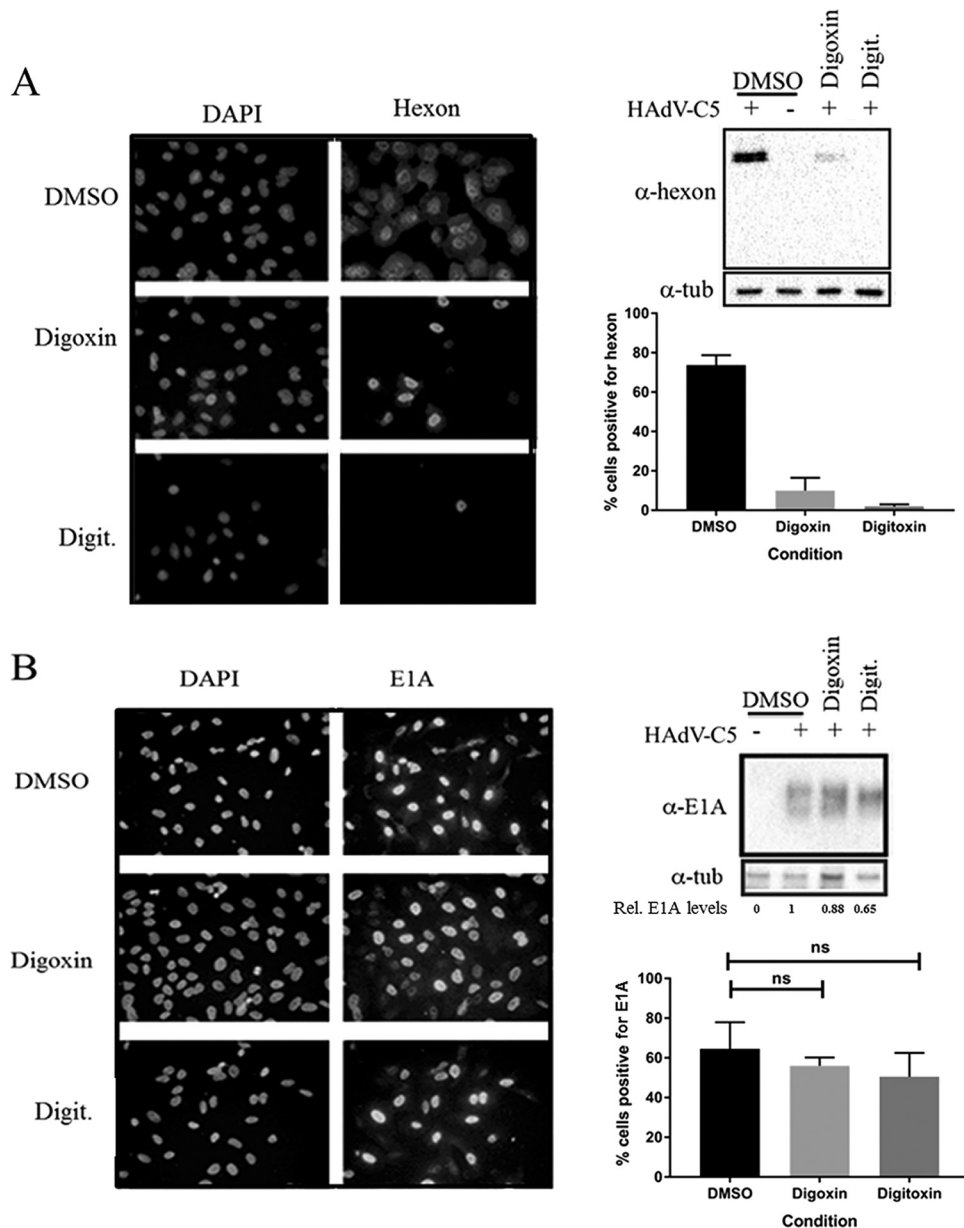 A
DAPI
Hexon
DMSO
Digoxin
Digit.
DMSO
Digoxin
Digit.
HAdV-C5
+
-
+
+
α-hexon
α-tub
% cells positive for hexon
100
80
60
40
20
0
DMSO
Digoxin
Digitoxin
Condition
B
DAPI
E1A
DMSO
Digoxin
Digit.
DMSO
Digoxin
Digit.
HAdV-C5
-
+
+
+
α-E1A
α-tub
Rel. E1A levels
0
1
0.88
0.65
% cells positive for E1A
100
80
60
40
20
0
ns
ns
DMSO
Digoxin
Digitoxin
Condition